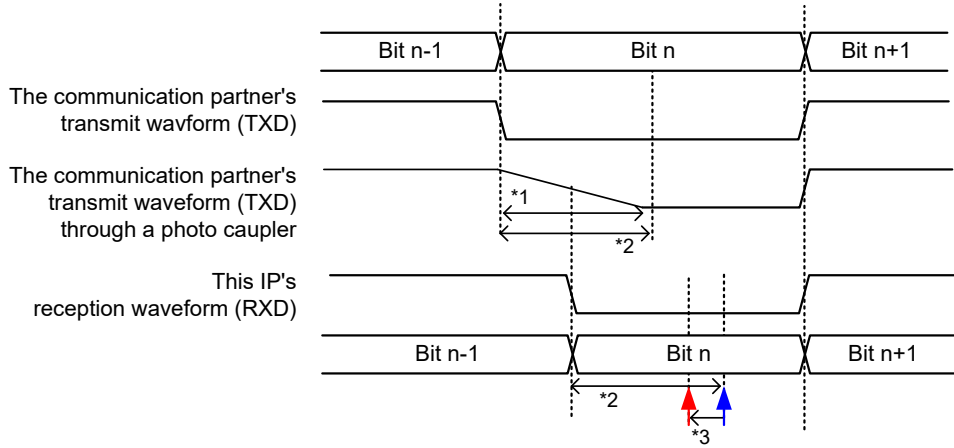 Bit n-1
Bit n
Bit n+1
The communication partner's
transmit wavform (TXD)
The communication partner's
transmit waveform (TXD)
through a photo caupler
*1
*2
This IP's
reception waveform (RXD)
Bit n-1
Bit n
Bit n+1
*2
*3